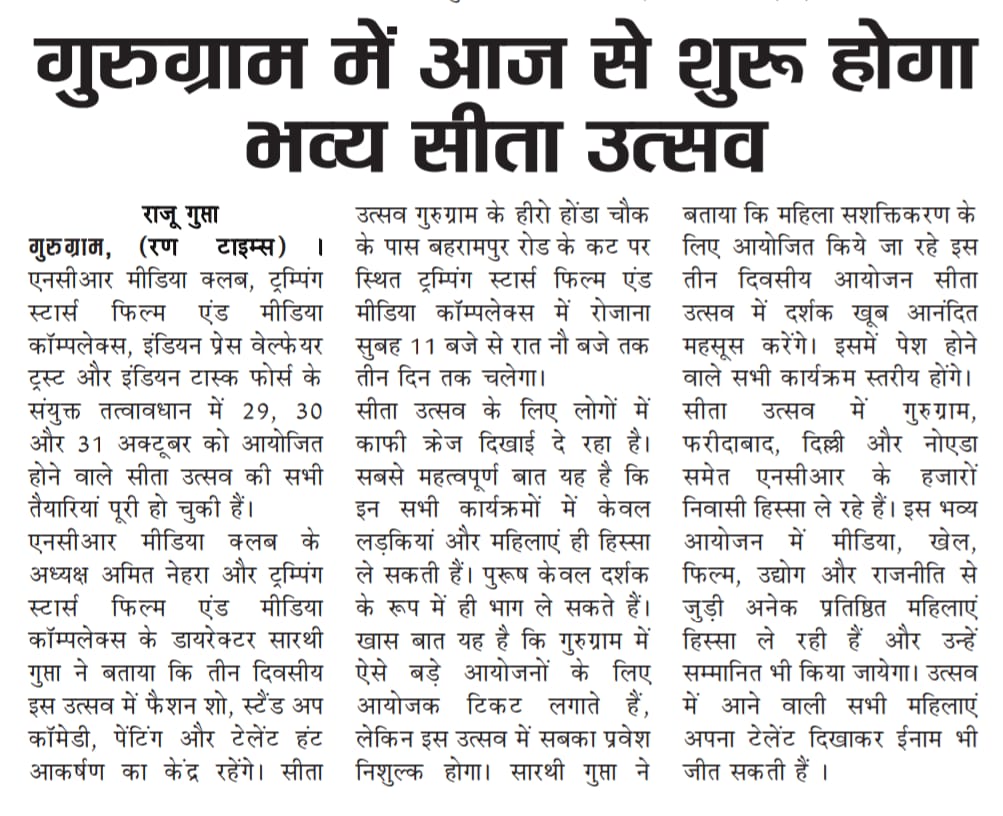 गुरुग्राम में आज से शुरू होगा
भव्य सीता उत्सव
राजू गुप्ता
गुरुग्राम, (रण टाइम्स) ।
एनसीआर मीडिया क्लब, ट्रम्पिंग
स्टार्स फिल्म एंड मीडिया
कॉम्पलेक्स, इंडियन प्रेस वेल्फेयर
ट्रस्ट और इंडियन टास्क फोर्स के
संयुक्त तत्वावधान में 29, 30
और 31 अक्टूबर को आयोजित
होने वाले सीता उत्सव की सभी
तैयारियां पूरी हो चुकी हैं।
एनसीआर मीडिया क्लब के
अध्यक्ष अमित नेहरा और ट्रम्पिंग
स्टार्स फिल्म एंड मीडिया
कॉम्पलेक्स के डायरेक्टर सारथी
गुप्ता ने बताया कि तीन दिवसीय
इस उत्सव में फैशन शो, स्टैंड अप
कॉमेडी, पेंटिंग और टेलेंट हंट
आकर्षण का केंद्र रहेंगे। सीता
उत्सव गुरुग्राम के हीरो होंडा चौक
के पास बहरामपुर रोड के कट पर
स्थित ट्रम्पिंग स्टार्स फिल्म एंड
मीडिया कॉम्पलेक्स में रोजाना
सुबह 11 बजे से रात नौ बजे तक
तीन दिन तक चलेगा।
सीता उत्सव के लिए लोगों में
काफी क्रेज दिखाई दे रहा है।
सबसे महत्वपूर्ण बात यह है कि
इन सभी कार्यक्रमों में केवल
लड़कियां और महिलाएं ही हिस्सा
ले सकती हैं। पुरूष केवल दर्शक
के रूप में ही भाग ले सकते हैं।
खास बात यह है कि गुरुग्राम में
ऐसे बड़े आयोजनों के लिए
आयोजक टिकट लगाते हैं,
लेकिन इस उत्सव में सबका प्रवेश
निशुल्क होगा। सारथी गुप्ता ने
बताया कि महिला सशक्तिकरण के
लिए आयोजित किये जा रहे इस
तीन दिवसीय आयोजन सीता
उत्सव में दर्शक खूब आनंदित
महसूस करेंगे। इसमें पेश होने
वाले सभी कार्यक्रम स्तरीय होंगे।
सीता उत्सव में गुरुग्राम,
फरीदाबाद, दिल्ली और नोएडा
समेत एनसीआर के हजारों
निवासी हिस्सा ले रहे हैं। इस भव्य
आयोजन में मीडिया, खेल,
फिल्म, उद्योग और राजनीति से
जुड़ी अनेक प्रतिष्ठित महिलाएं
हिस्सा ले रही हैं और उन्हें
सम्मानित भी किया जायेगा। उत्सव
में आने वाली सभी महिलाएं
अपना टेलेंट दिखाकर ईनाम भी
जीत सकती हैं ।